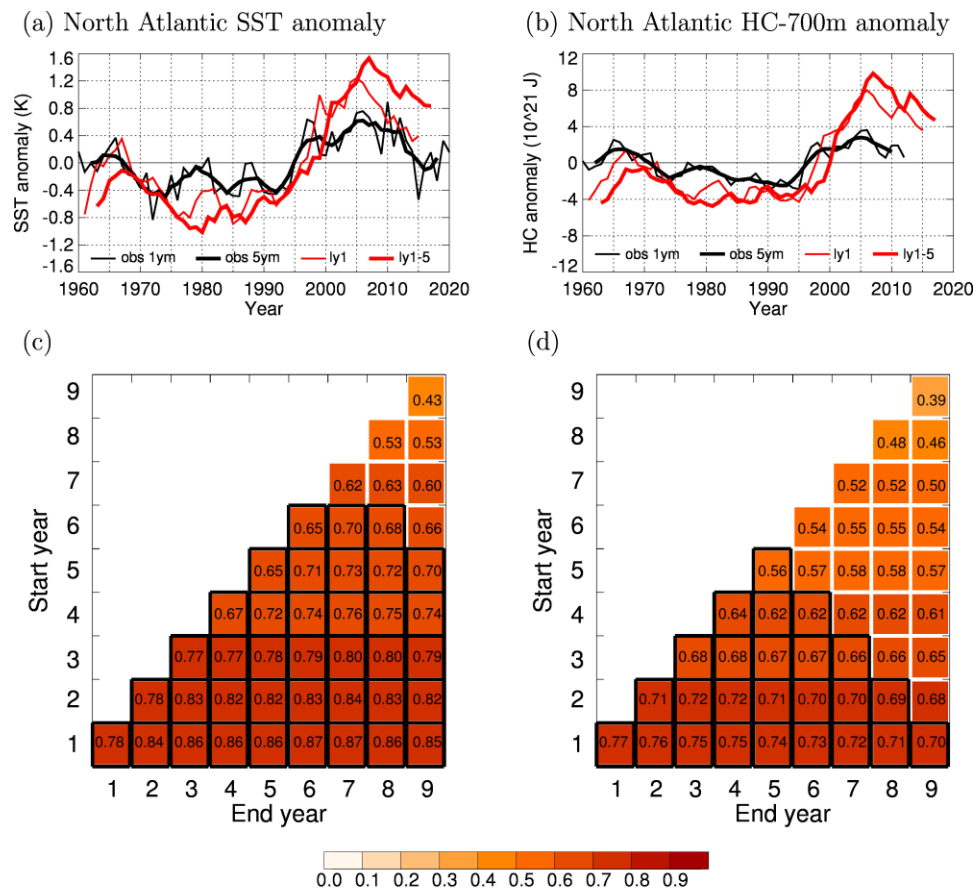 (a) North Atlantic SST anomaly
1.6
1.2
0.8
0.4
0.0
-0.4
-0.8
-1.2
-1.6
SST anomaly (K)
obs 1ym obs 5ym ly1 ly1-5
1960 1970 1980 1990 2000 2010 2020
Year
(b) North Atlantic HC-700m anomaly
12
8
4
0
-4
-8
-12
HC anomaly (10^21 J)
obs 1ym obs 5ym ly1 ly1-5
1960 1970 1980 1990 2000 2010 2020
Year
(c)
Start year
9 0.43
8 0.53 0.53
7 0.62 0.63 0.60
6 0.65 0.70 0.68 0.66
5 0.65 0.71 0.73 0.72 0.70
4 0.67 0.72 0.74 0.76 0.75 0.74
3 0.77 0.77 0.78 0.79 0.80 0.80 0.79
2 0.78 0.83 0.82 0.82 0.83 0.84 0.83 0.82
1 0.78 0.84 0.86 0.86 0.86 0.87 0.87 0.86 0.85
1 2 3 4 5 6 7 8 9
End year
(d)
Start year
9 0.39
8 0.48 0.46
7 0.52 0.52 0.50
6 0.54 0.55 0.55 0.54
5 0.56 0.57 0.58 0.58 0.57
4 0.64 0.62 0.62 0.62 0.62 0.61
3 0.68 0.68 0.67 0.67 0.66 0.66 0.65
2 0.71 0.72 0.72 0.71 0.70 0.70 0.69 0.68
1 0.77 0.76 0.75 0.75 0.74 0.73 0.72 0.71 0.70
1 2 3 4 5 6 7 8 9
End year
0.0 0.1 0.2 0.3 0.4 0.5 0.6 0.7 0.8 0.9